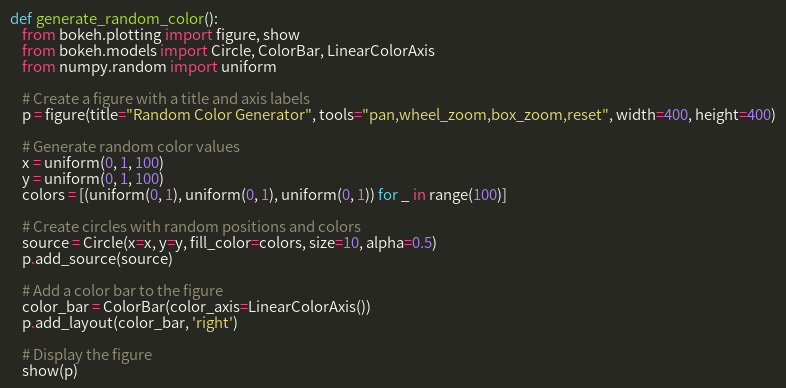 def generate_random_color():
from bokeh.plotting import figure, show
from bokeh.models import Circle, ColorBar, LinearColorAxis
from numpy.random import uniform
# Create a figure with a title and axis labels
p = figure(title="Random Color Generator", tools="pan,wheel_zoom,box_zoom,reset", width=400, height=400)
# Generate random color values
x = uniform(0, 1, 100)
y = uniform(0, 1, 100)
colors = [(uniform(0, 1), uniform(0, 1), uniform(0, 1)) for _ in range(100)]
# Create circles with random positions and colors
source = Circle(x=x, y=y, fill_color=colors, size=10, alpha=0.5)
p.add_source(source)
# Add a color bar to the figure
color_bar = ColorBar(color_axis=LinearColorAxis())
p.add_layout(color_bar, 'right')
# Display the figure
show(p)